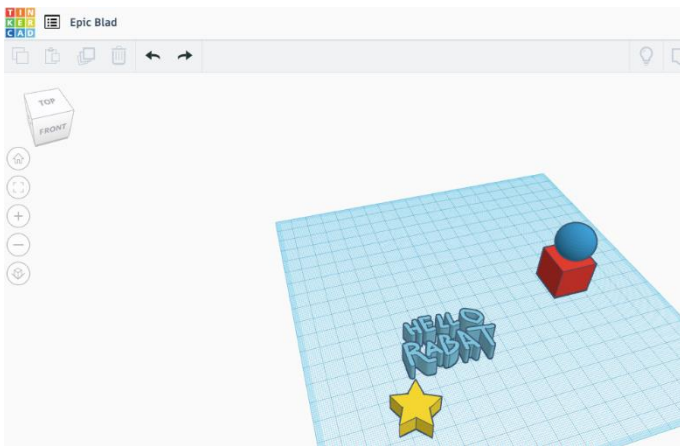 TIN
KER
CAD
Epic Blad
TOP
FRONT
HELLO
RABAT